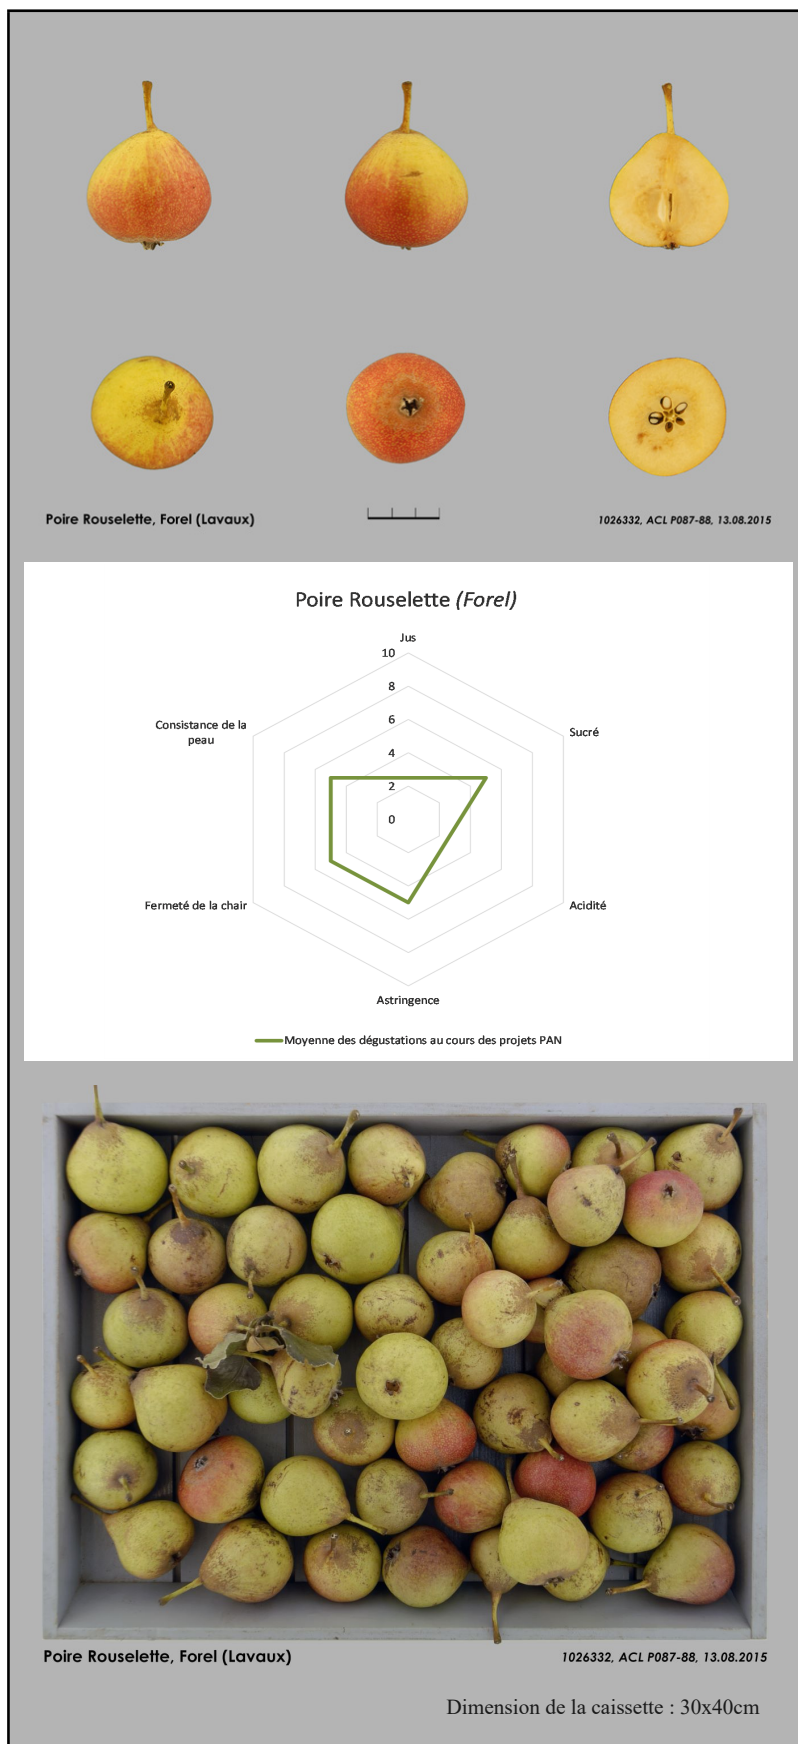 Poire Rouselette, Forel (Lavaux)
1026332, ACL P087-88, 13.08.2015
Poire Rouselette (Forel)
Jus
10
8
6
4
2
0
Sucré
Acidité
Astringence
Fermeté de la chair
Consistance de la
peau
Moyenne des dégustations au cours des projets PAN
Poire Rouselette, Forel (Lavaux)
1026332, ACL P087-88, 13.08.2015
Dimension de la caissette : 30x40cm